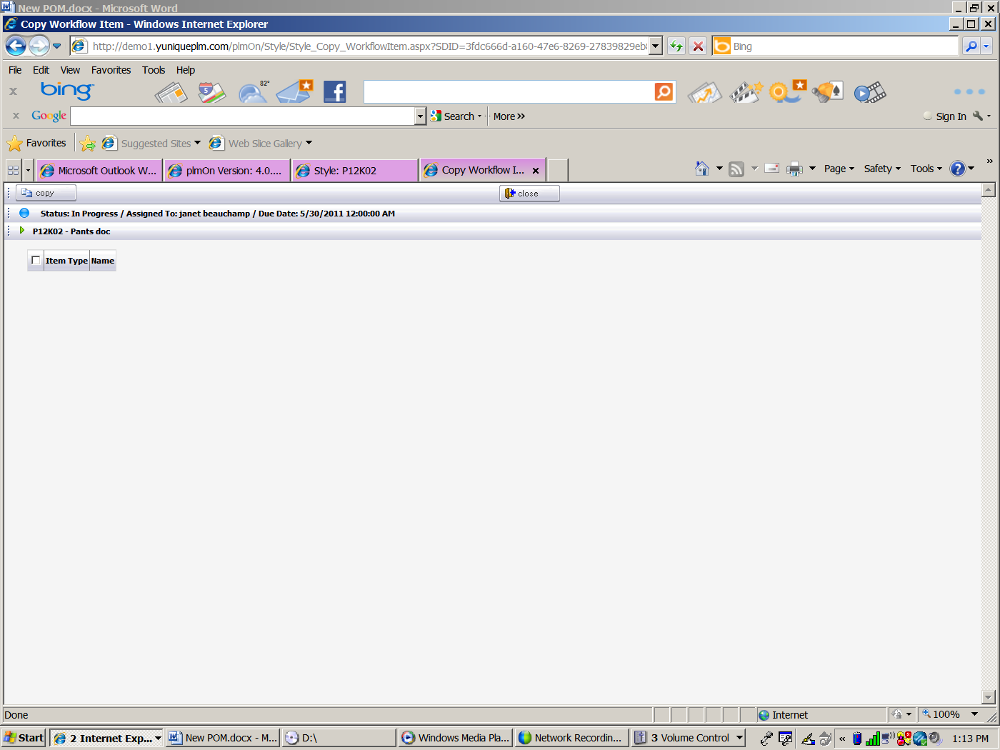 New POM.docx - Microsoft Word
Copy Workflow Item - Windows Internet Explorer
http://demo1.yuniqueplm.com/plmOn/Style/Style_Copy_WorkflowItem.aspx?SDID=3fdc666d-a160-47e6-8269-27839829eb
Bing
File Edit View Favorites Tools Help
bing 5 82°
Google Search More >> Sign In
Favorites Suggested Sites Web Slice Gallery
Microsoft Outlook W... plmOn Version: 4.0.... Style: P12K02 Copy Workflow I... Page Safety Tools
copy close
Status: In Progress / Assigned To: janet beauchamp / Due Date: 5/30/2011 12:00:00 AM
P12K02 - Pants doc
Item Type Name
Done Internet 100%
Start 2 Internet Exp... New POM.docx - M... D:\ Windows Media Pla... Network Recordin... 3 Volume Control 1:13 PM